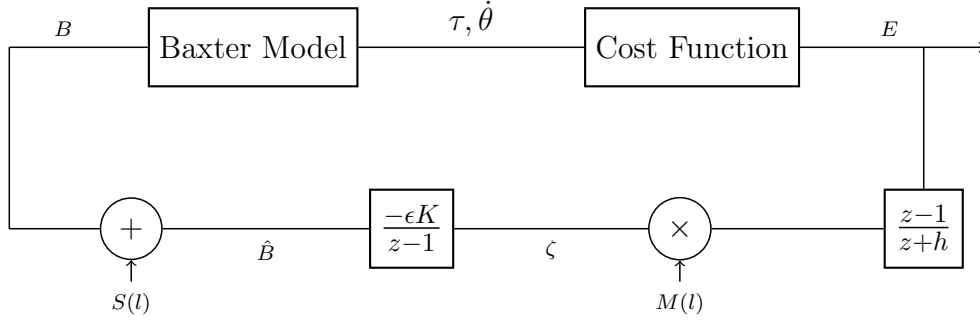 B
Baxter Model
τ, θ̇
Cost Function
E
+
S(l)
B̂
−ϵK
z−1
ζ
×
M(l)
z−1
z+h